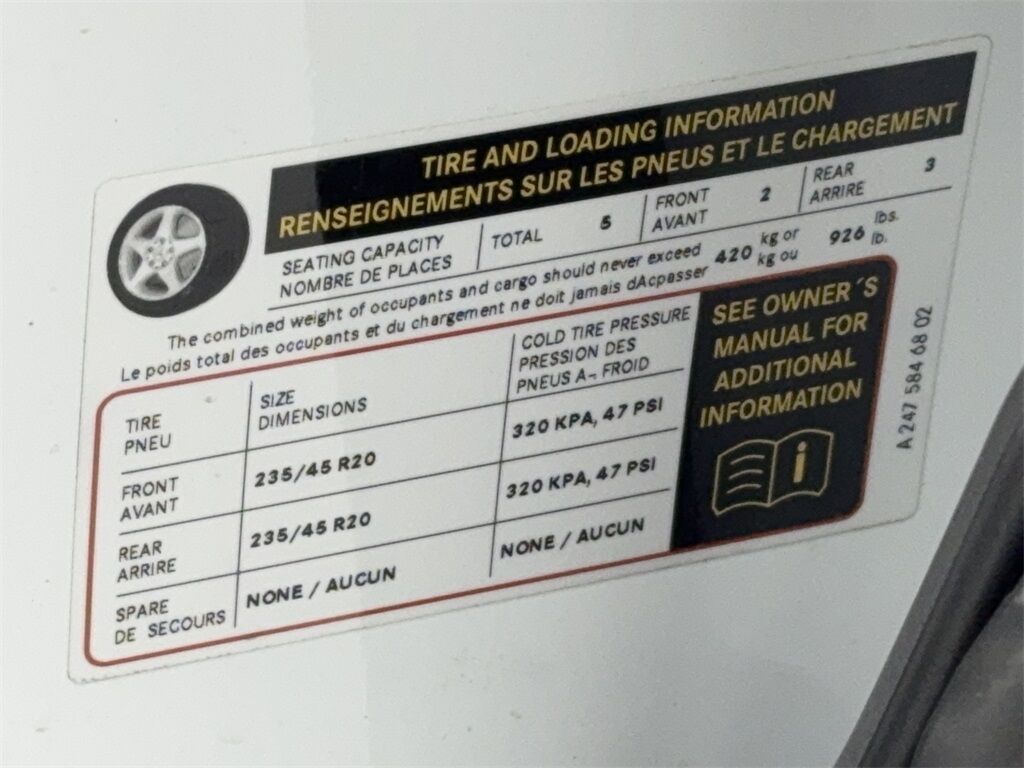 TIRE AND LOADING INFORMATION
RENSEIGNEMENTS SUR LES PNEUS ET LE CHARGEMENT
SEATING CAPACITY
NOMBRE DE PLACES
TOTAL 5
FRONT
AVANT
2
REAR
ARRIRE
3
The combined weight of occupants and cargo should never exceed
Le poids total des occupants et du chargement ne doit jamais dAcpasser
420 kg or
kg ou
926 lbs.
lb.
TIRE
PNEU
SIZE
DIMENSIONS
COLD TIRE PRESSURE
PRESSION DES
PNEUS A¬ FROID
FRONT
AVANT
235/45 R20
320 KPA, 47 PSI
REAR
ARRIRE
235/45 R20
320 KPA, 47 PSI
SPARE
DE SECOURS
NONE / AUCUN
NONE / AUCUN
SEE OWNER´S
MANUAL FOR
ADDITIONAL
INFORMATION
i
A 247 584 68 02